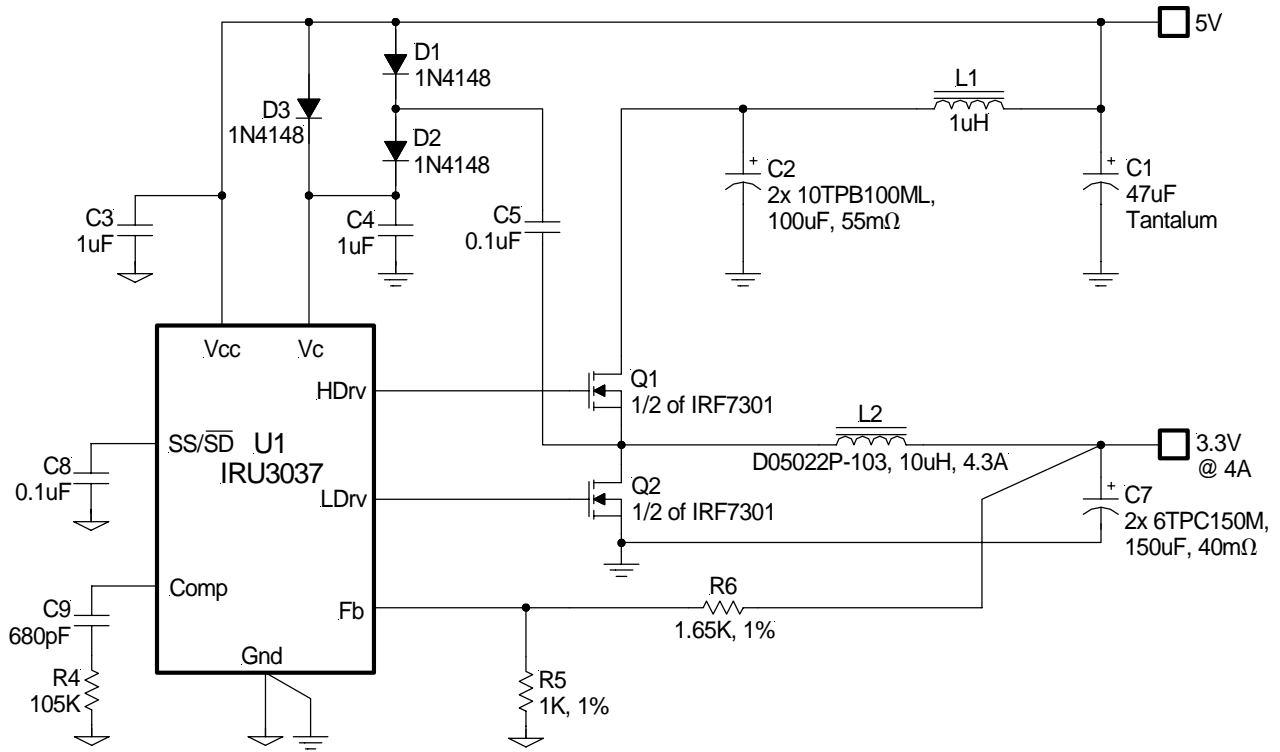 5V
D1
1N4148
L1
1uH
D3
1N4148
D2
1N4148
C2
2x 10TPB100ML,
100uF, 55mΩ
C1
47uF
Tantalum
C3
1uF
C4
1uF
C5
0.1uF
Vcc
Vc
HDrv
Q1
1/2 of IRF7301
SS/SD
U1
IRU3037
L2
D05022P-103, 10uH, 4.3A
3.3V
@ 4A
C8
0.1uF
LDrv
Q2
1/2 of IRF7301
C7
2x 6TPC150M,
150uF, 40mΩ
Comp
C9
680pF
Fb
R6
1.65K, 1%
Gnd
R4
105K
R5
1K, 1%